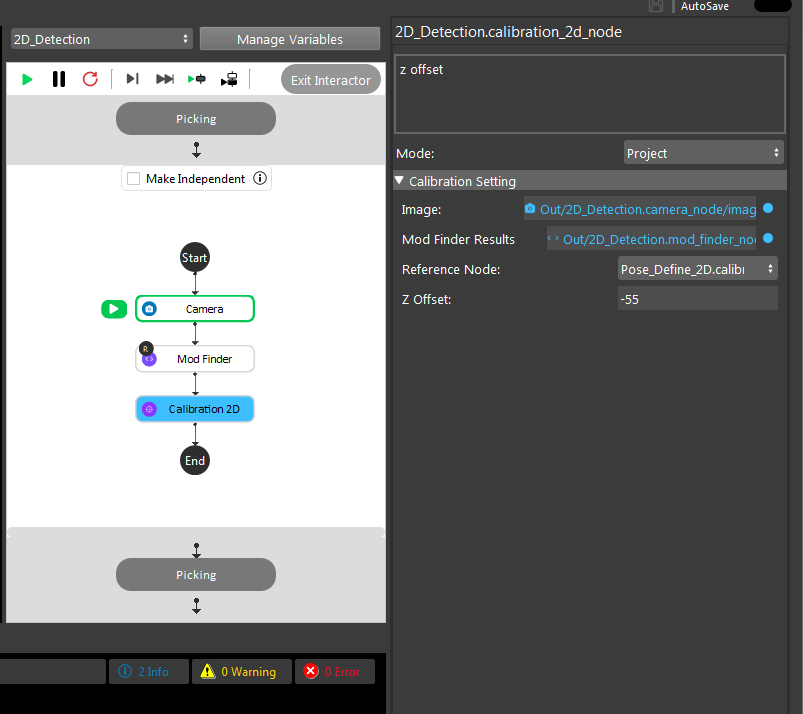 AutoSave
2D_Detection
Manage Variables
2D_Detection.calibration_2d_node
z offset
Exit Interactor
Picking
Make Independent
Start
Camera
R
Mod Finder
Calibration 2D
End
Picking
2 Info
0 Warning
0 Error
Mode:
Project
Calibration Setting
Image:
Out/2D_Detection.camera_node/imag
Mod Finder Results
Out/2D_Detection.mod_finder_no
Reference Node:
Pose_Define_2D.calib
Z Offset:
-55